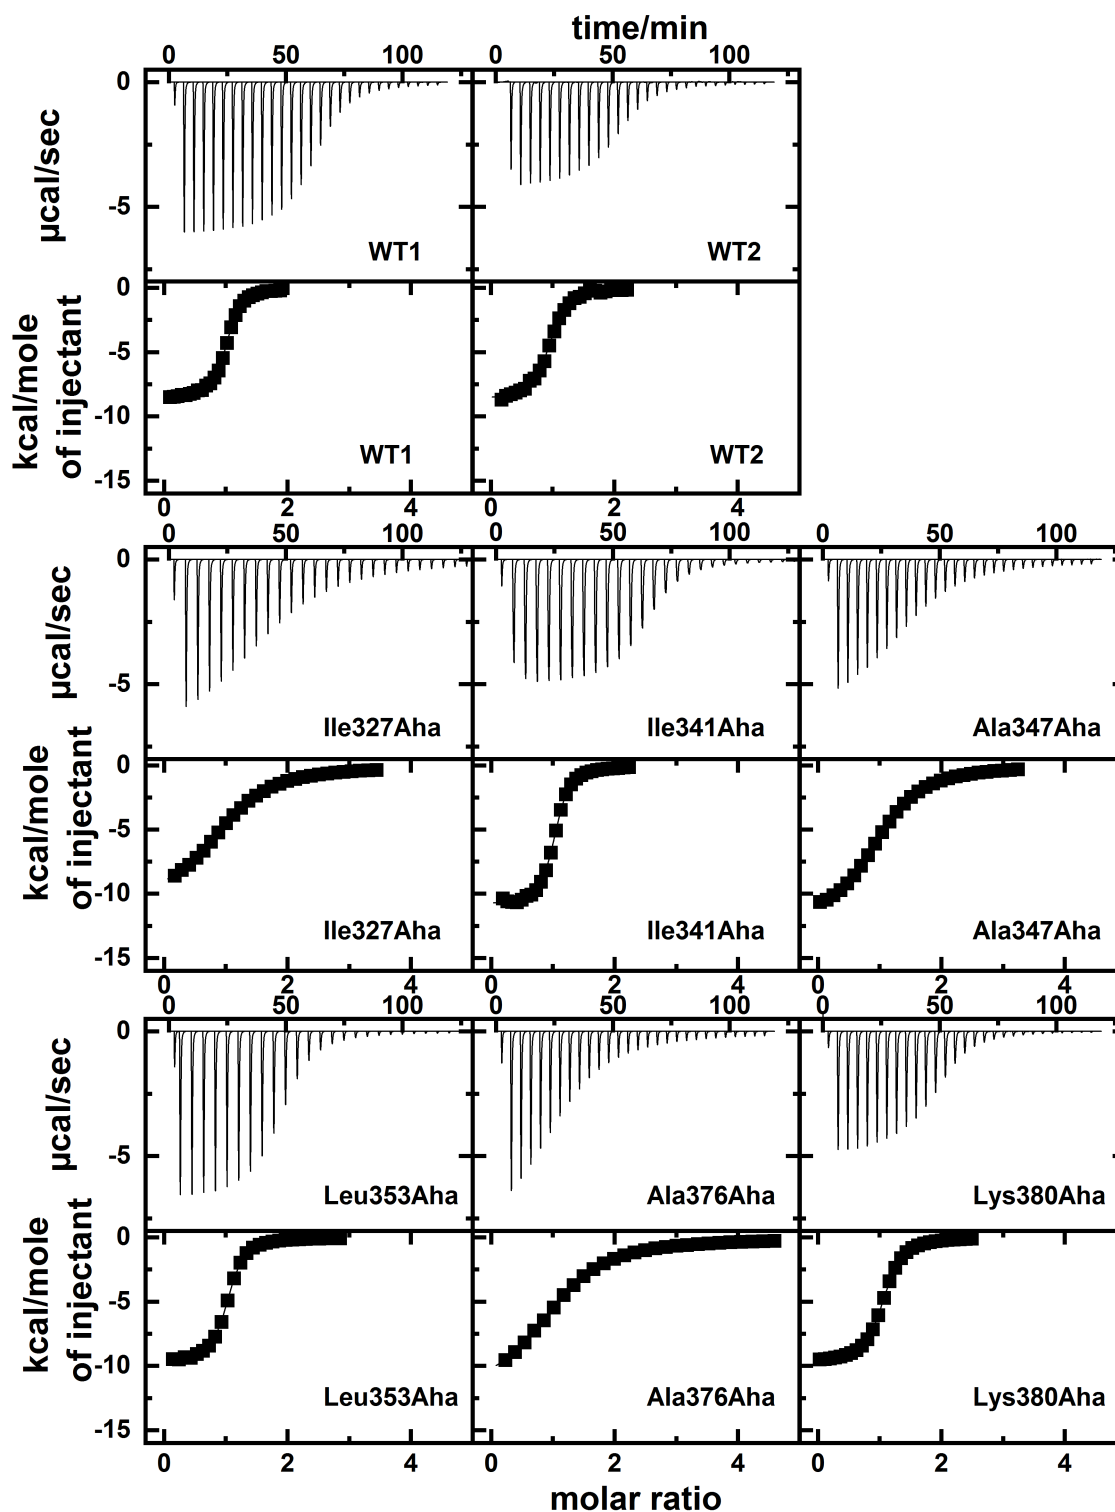 time/min
0 50 100 0 50 100
0
-5
µcal/sec
WT1 WT2
0
-5
-10
-15
kcal/mole
of injectant
WT1 WT2
0 2 4 0 2 4
0 50 100 0 50 100 0 50 100
0
-5
µcal/sec
Ile327Aha Ile341Aha Ala347Aha
0
-5
-10
-15
kcal/mole
of injectant
Ile327Aha Ile341Aha Ala347Aha
0 2 4 0 2 4 0 2 4
0 50 100 0 50 100 0 50 100
0
-5
µcal/sec
Leu353Aha Ala376Aha Lys380Aha
0
-5
-10
-15
kcal/mole
of injectant
Leu353Aha Ala376Aha Lys380Aha
0 2 4 0 2 4 0 2 4
molar ratio